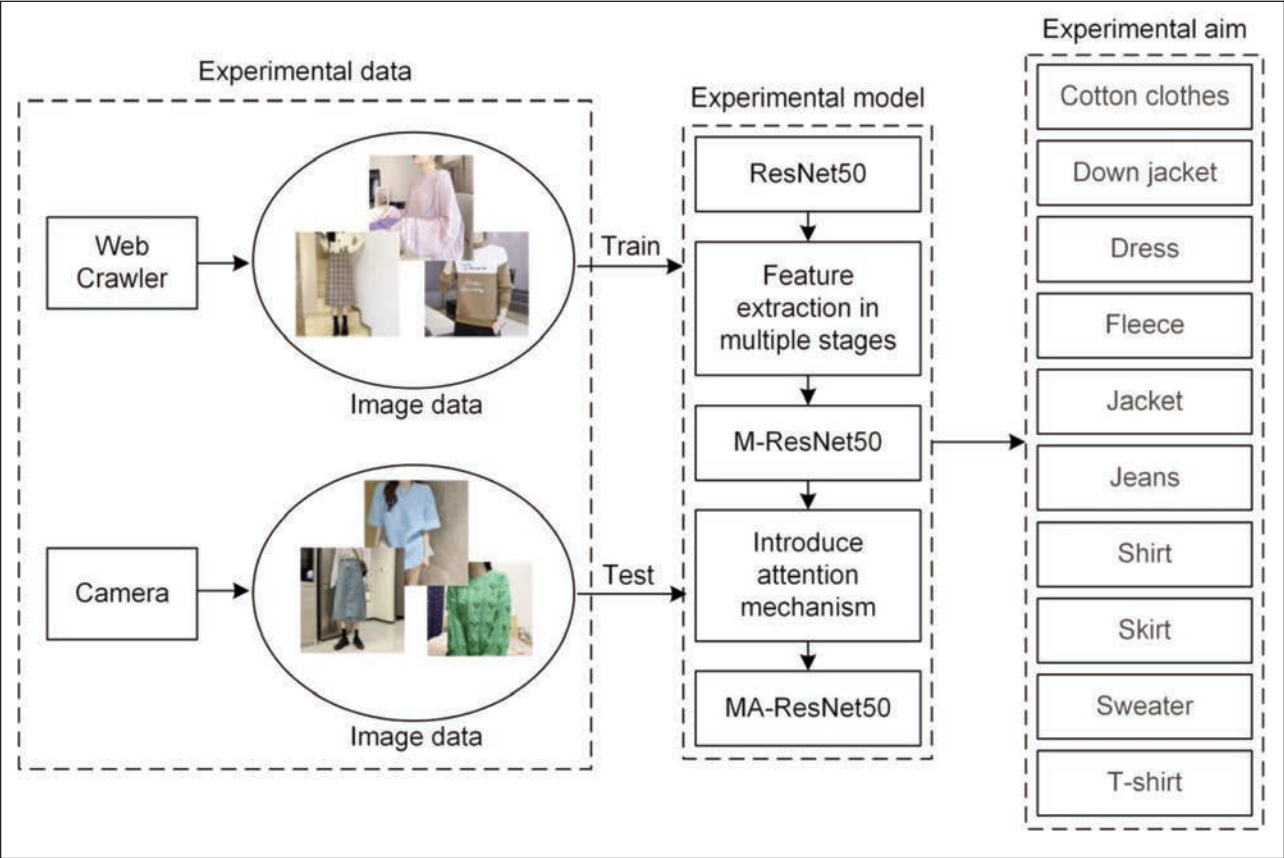 Experimental data
Web
Crawler
Image data
Train
Camera
Image data
Test
Experimental model
ResNet50
Feature
extraction in
multiple stages
M-ResNet50
Introduce
attention
mechanism
MA-ResNet50
Experimental aim
Cotton clothes
Down jacket
Dress
Fleece
Jacket
Jeans
Shirt
Skirt
Sweater
T-shirt